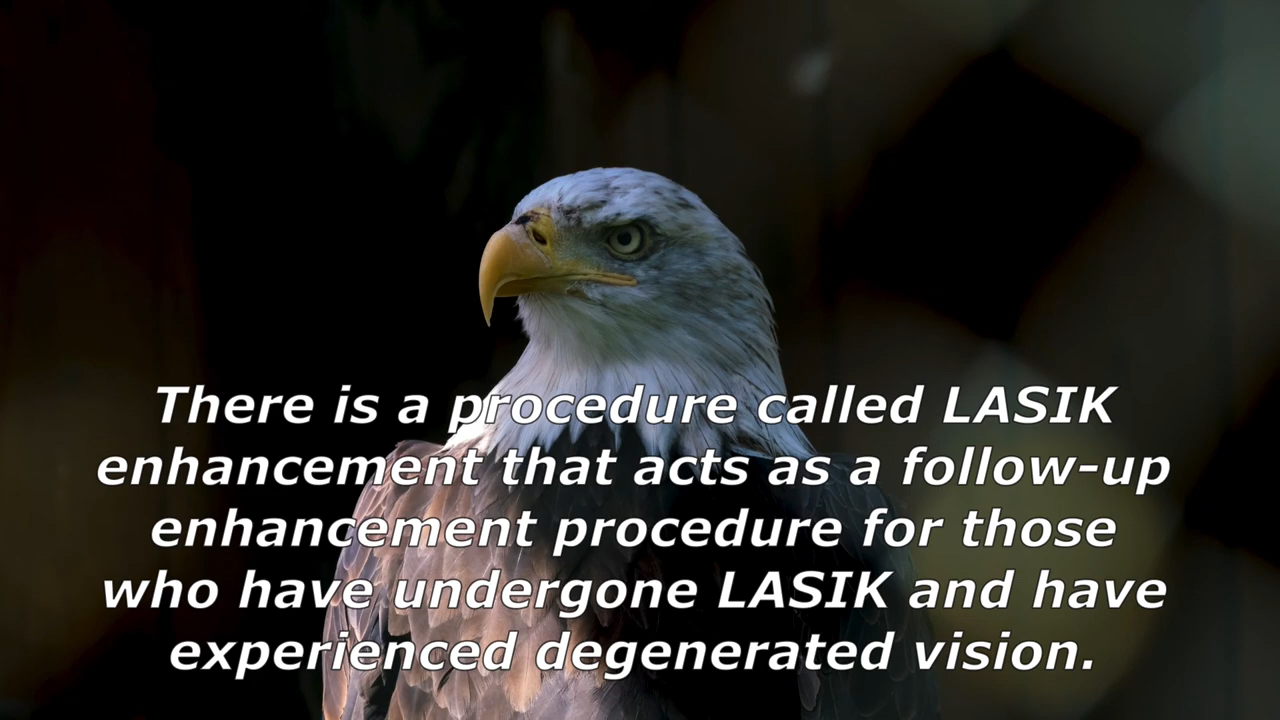 There is a procedure called LASIK
enhancement that acts as a follow-up
enhancement procedure for those
who have undergone LASIK and have
experienced degenerated vision.